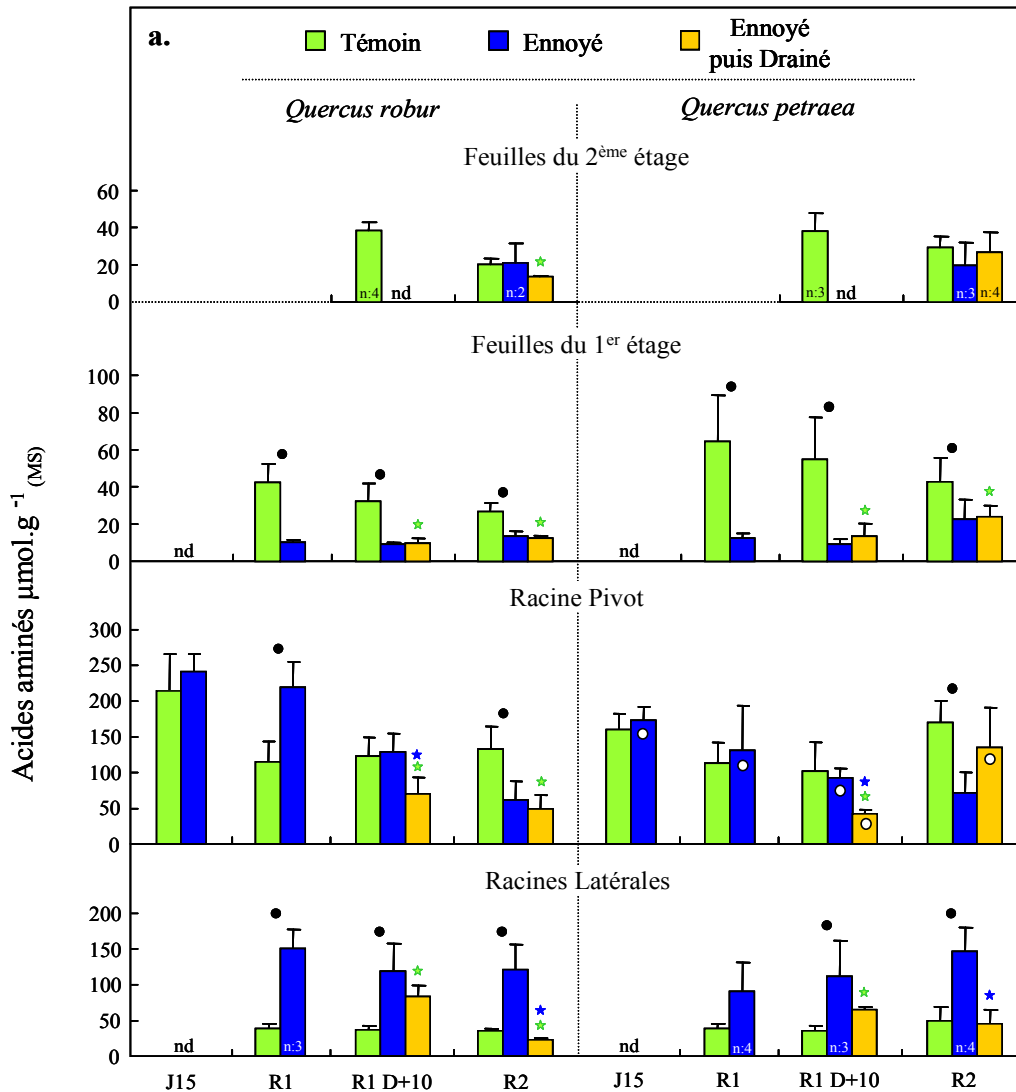 a.
Témoin
Ennoyé
Ennoyé
puis Drainé
Quercus robur
Quercus petraea
Feuilles du 2ème étage
60
40
20
0
n:4
nd
n:2
n:3
nd
n:3
n:4
Feuilles du 1er étage
100
80
60
40
20
0
nd
nd
Acides aminés µmol.g -1 (MS)
Racine Pivot
300
250
200
150
100
50
0
Racines Latérales
200
150
100
50
0
nd
n:3
nd
n:4
n:3
n:4
J15
R1
R1 D+10
R2
J15
R1
R1 D+10
R2